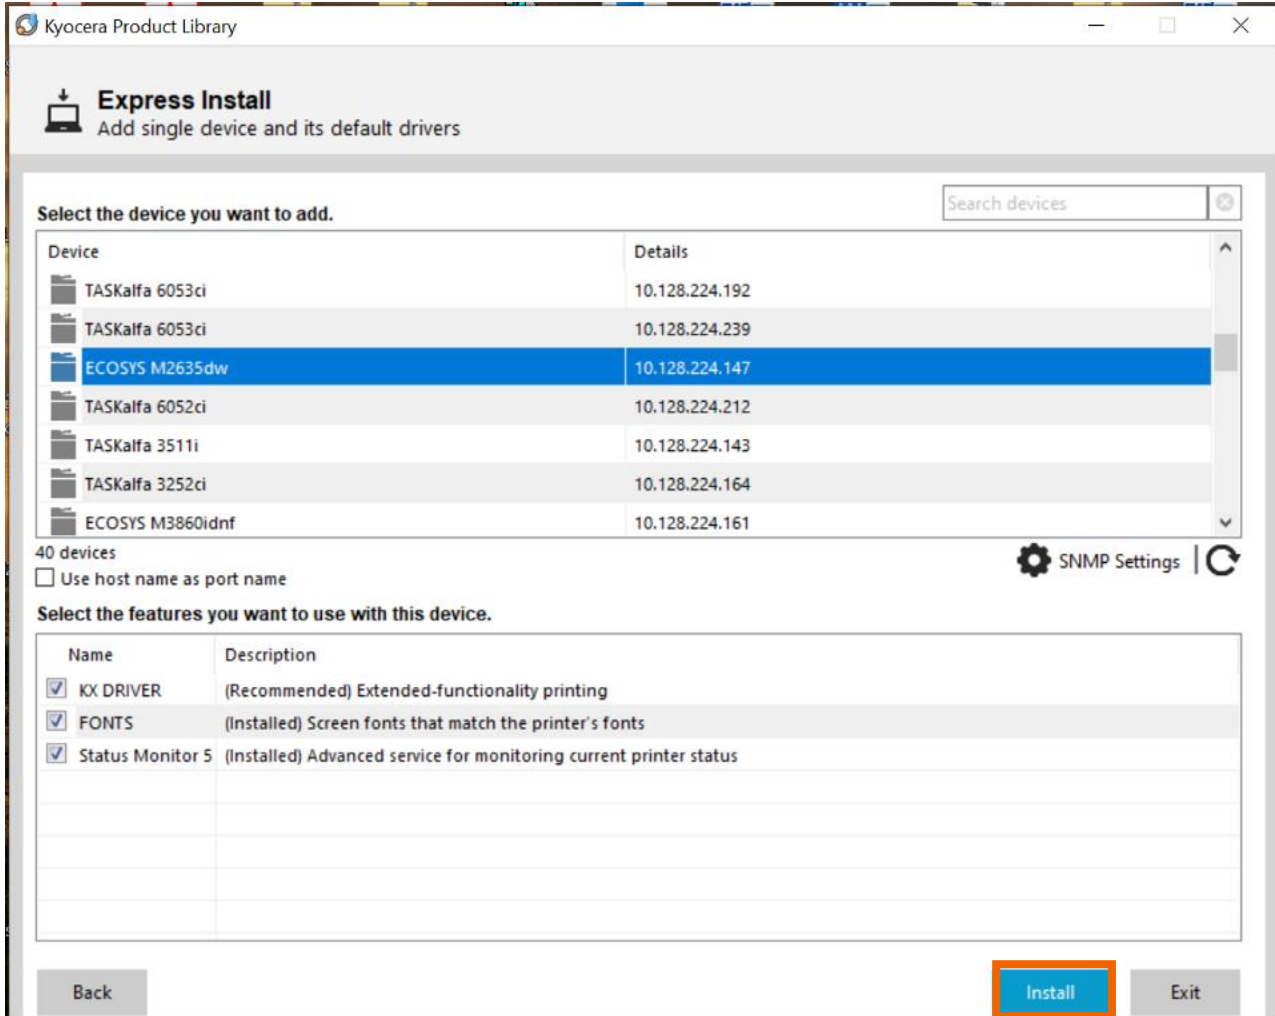 Kyocera Product Library
Express Install
Add single device and its default drivers
Search devices
Select the device you want to add.
Device Details
TASKalfa 6053ci 10.128.224.192
TASKalfa 6053ci 10.128.224.239
ECOSYS M2635dw 10.128.224.147
TASKalfa 6052ci 10.128.224.212
TASKalfa 3511i 10.128.224.143
TASKalfa 3252ci 10.128.224.164
ECOSYS M3860idnf 10.128.224.161
40 devices
SNMP Settings
Use host name as port name
Select the features you want to use with this device.
Name Description
KX DRIVER (Recommended) Extended-functionality printing
FONTS (Installed) Screen fonts that match the printer's fonts
Status Monitor 5 (Installed) Advanced service for monitoring current printer status
Back Install Exit